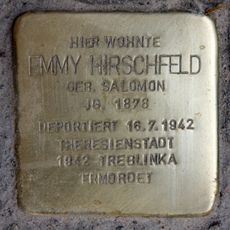 HIER WOHNTE
EMMY HIRSCHFELD
GEB. SALOMON
JG. 1878
DEPORTIERT 16.7.1942
THERESIENSTADT
1942 TREBLINKA
ERMORDET